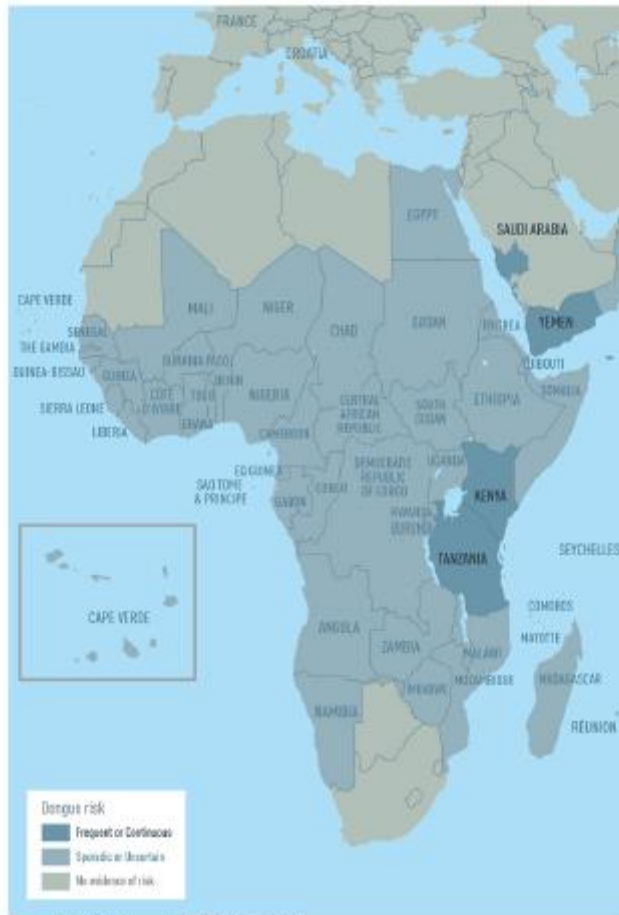 FRANCE
CROATIA
EGYPT
SAUDI ARABIA
CAPE VERDE
MALI
NIGER
CHAD
SUDAN
ERITREA
YEMEN
SENEGAL
THE GAMBIA
BURKINA FASO
DJIBOUTI
GUINEA-BISSAU
GUINEA
BENIN
TOGO
NIGERIA
ETHIOPIA
SOMALIA
SIERRA LEONE
CÔTE
D'IVOIRE
GHANA
CENTRAL
AFRICAN
REPUBLIC
SOUTH
SUDAN
LIBERIA
CAMEROON
EQ GUINEA
SAO TOME
& PRINCIPE
GABON
CONGO
DEMOCRATIC
REPUBLIC
OF CONGO
UGANDA
KENYA
RWANDA
BURUNDI
TANZANIA
SEYCHELLES
CAPE VERDE
COMOROS
ANGOLA
MAYOTTE
ZAMBIA
MALAWI
MOZAMBIQUE
MADAGASCAR
NAMIBIA
RÉUNION
Dengue risk
Frequent or Continuous
Sporadic or Uncertain
No evidence of risk